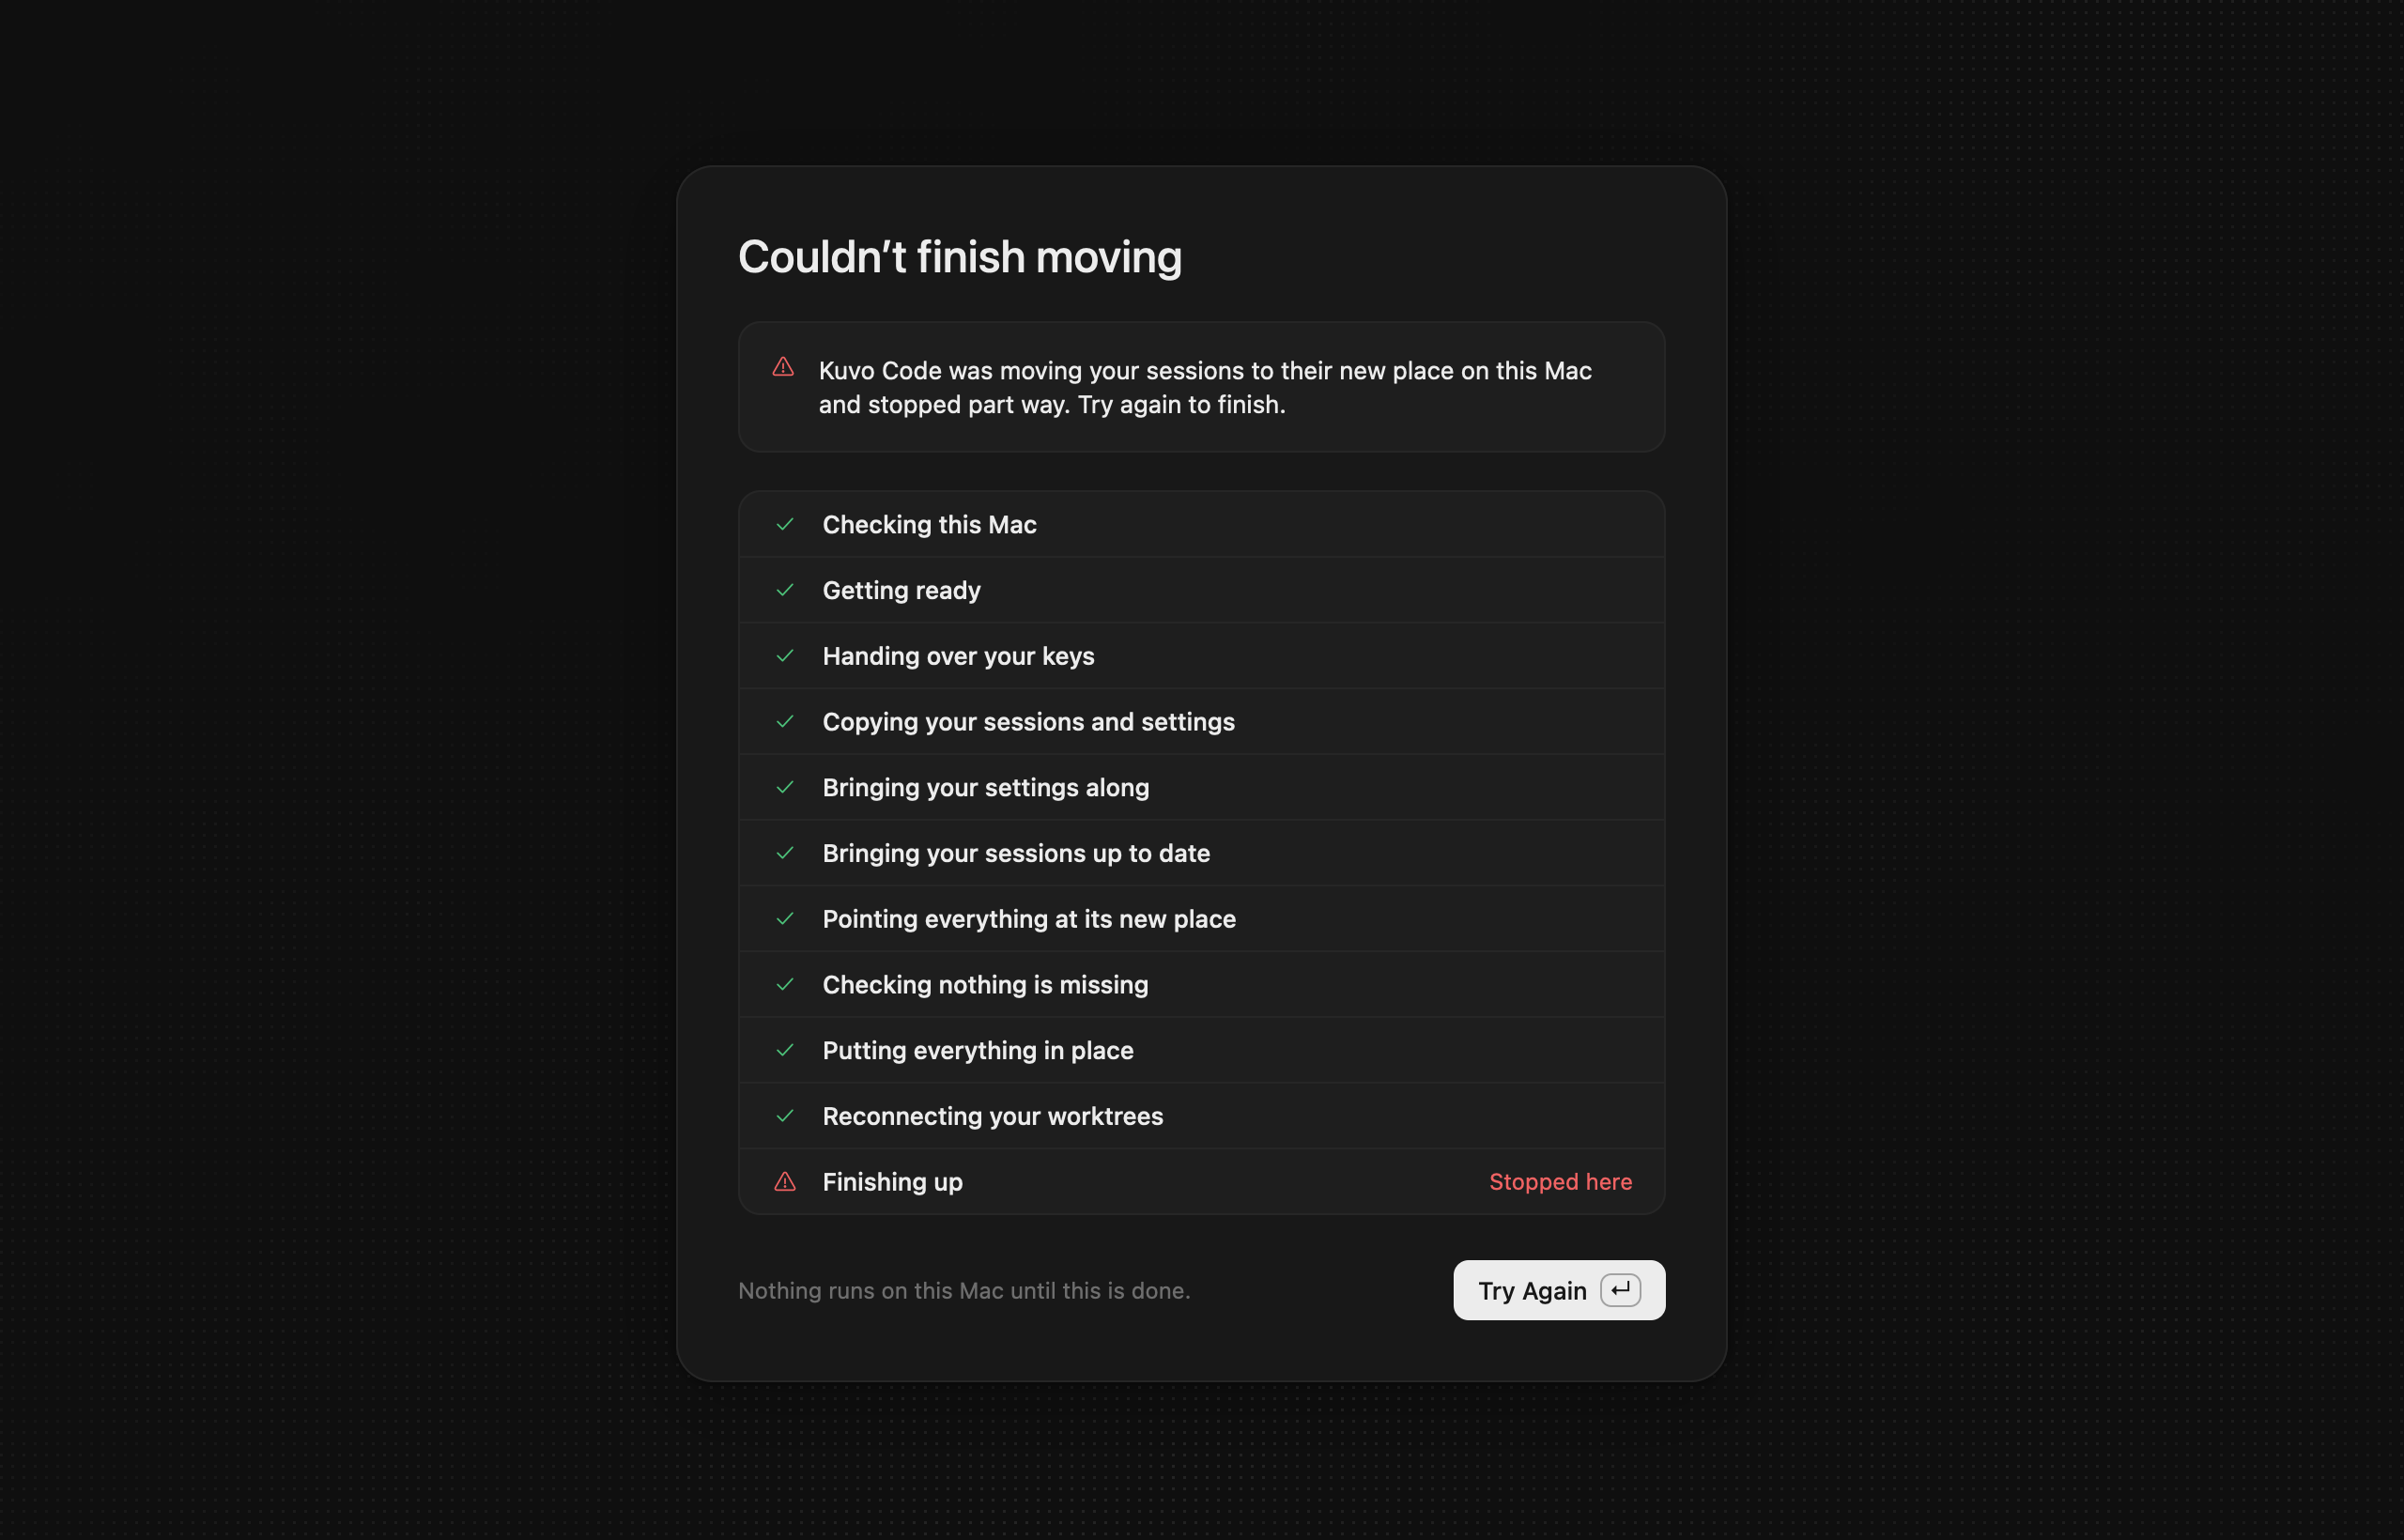 Couldn’t finish moving
Kuvo Code was moving your sessions to their new place on this Mac
and stopped part way. Try again to finish.
Checking this Mac
Getting ready
Handing over your keys
Copying your sessions and settings
Bringing your settings along
Bringing your sessions up to date
Pointing everything at its new place
Checking nothing is missing
Putting everything in place
Reconnecting your worktrees
Finishing up Stopped here
Nothing runs on this Mac until this is done. Try Again